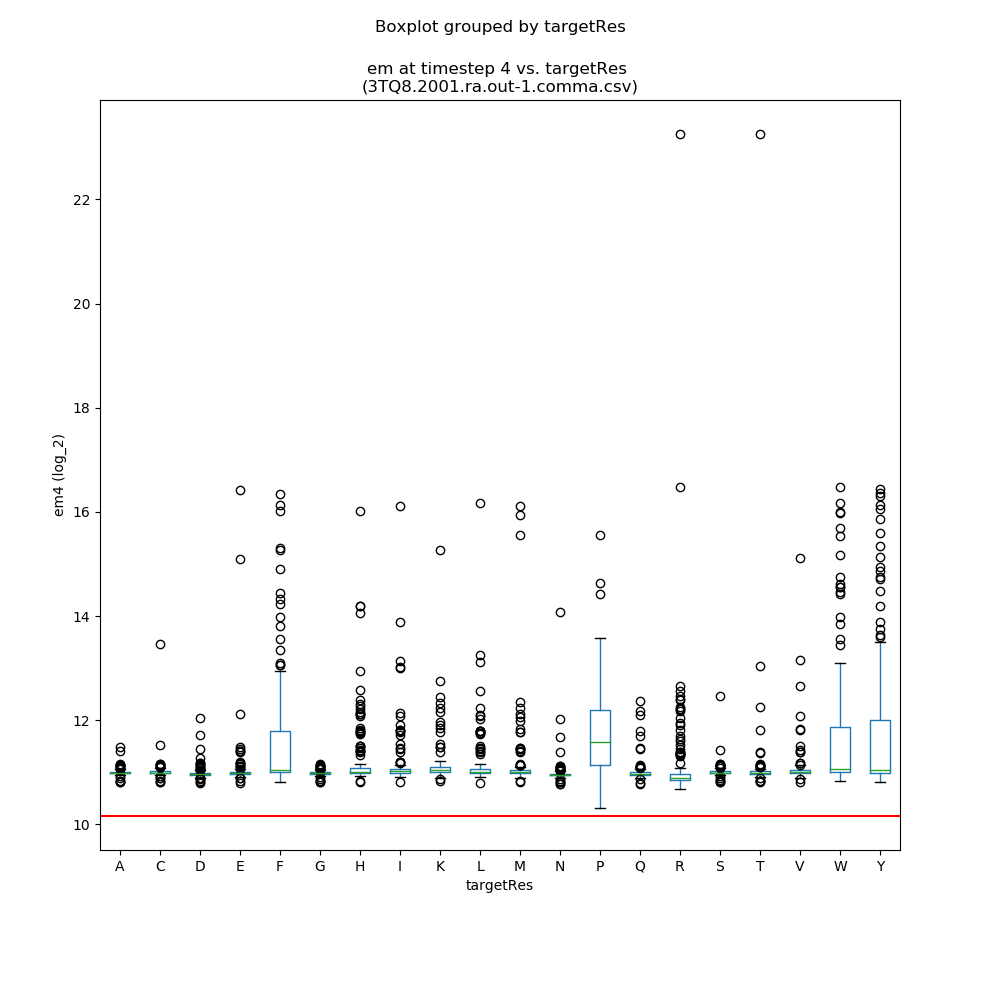 Boxplot grouped by targetRes
em at timestep 4 vs. targetRes
(3TQ8.2001.ra.out-1.comma.csv)
em4 (log_2)
22
20
18
16
14
12
10
A C D E F G H I K L M N P Q R S T V W Y
targetRes